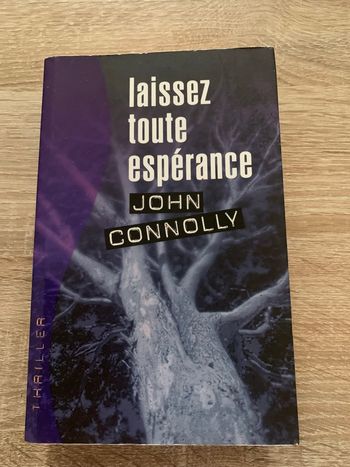 laissez
toute
espérance
JOHN
CONNOLLY
THRILLER